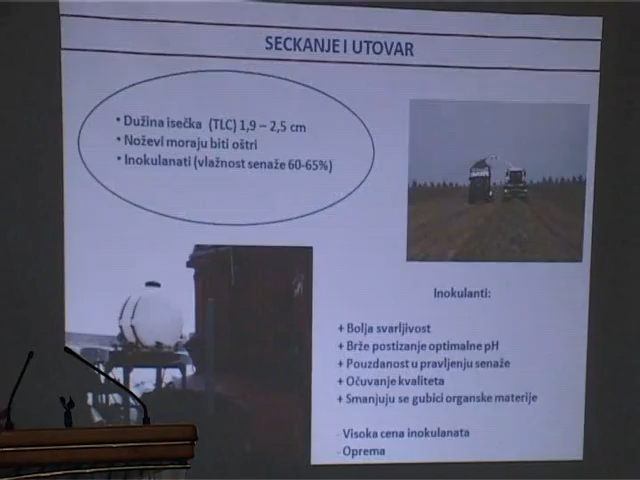 SECKANJE I UTOVAR
• Dužina isečka (TLC) 1,9 – 2,5 cm
• Noževi moraju biti oštri
• Inokulanati (vlažnost senaže 60-65%)
Inokulanti:
+ Bolja svarljivost
+ Brže postizanje optimalne pH
+ Pouzdanost u pravljenju senaže
+ Očuvanje kvaliteta
+ Smanjuju se gubici organske materije
- Visoka cena inokulanata
- Oprema